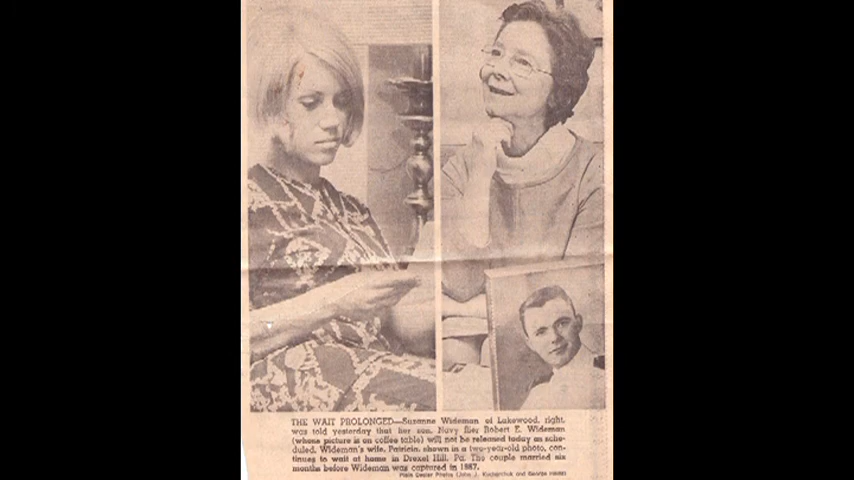 THE WAIT PROLONGED—Suzanne Wideman of Lakewood, right,
was told yesterday that her son, Navy flier Robert E. Wideman
(whose picture is on coffee table) will not be released today as sche-
duled. Wideman's wife, Patricia, shown in a two-year-old photo, con-
tinues to wait at home in Drexel Hill, Pa. The couple married six
months before Wideman was captured in 1967.
Plain Dealer Photos (John J. and George